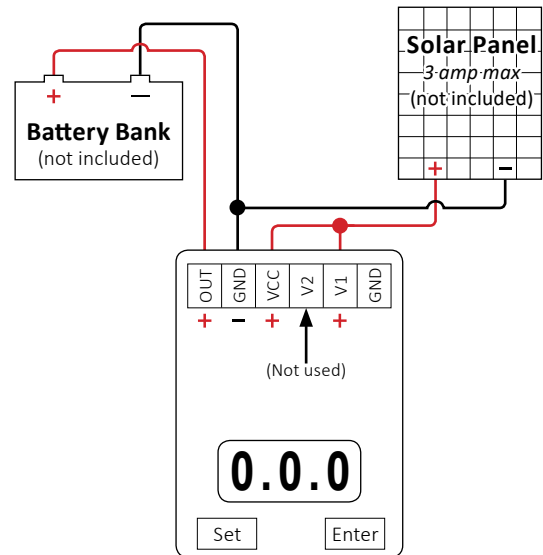 Solar Panel
3 amp max
(not included)
+ −
+ −
Battery Bank
(not included)
OUT GND VCC V2 V1 GND
+ − + +
(Not used)
0.0.0
Set Enter